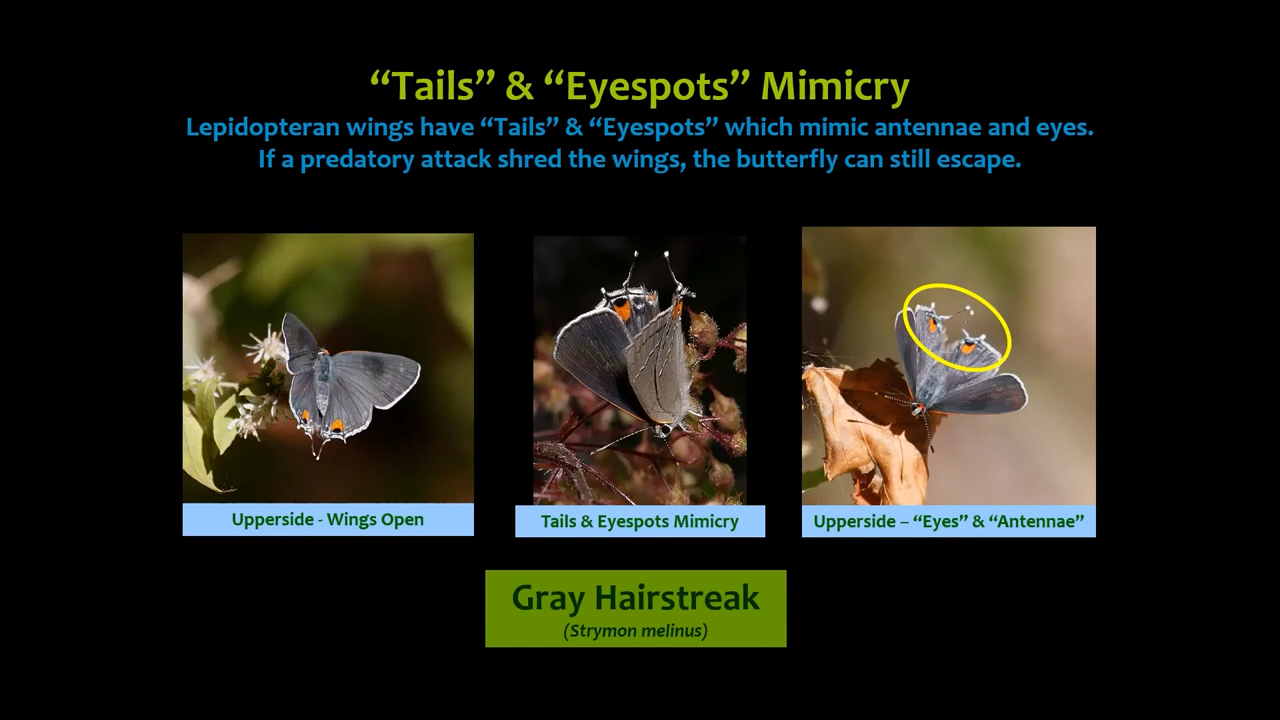 “Tails” & “Eyespots” Mimicry
Lepidopteran wings have “Tails” & “Eyespots” which mimic antennae and eyes.
If a predatory attack shred the wings, the butterfly can still escape.
Upperside - Wings Open
Tails & Eyespots Mimicry
Upperside – “Eyes” & “Antennae”
Gray Hairstreak
(Strymon melinus)